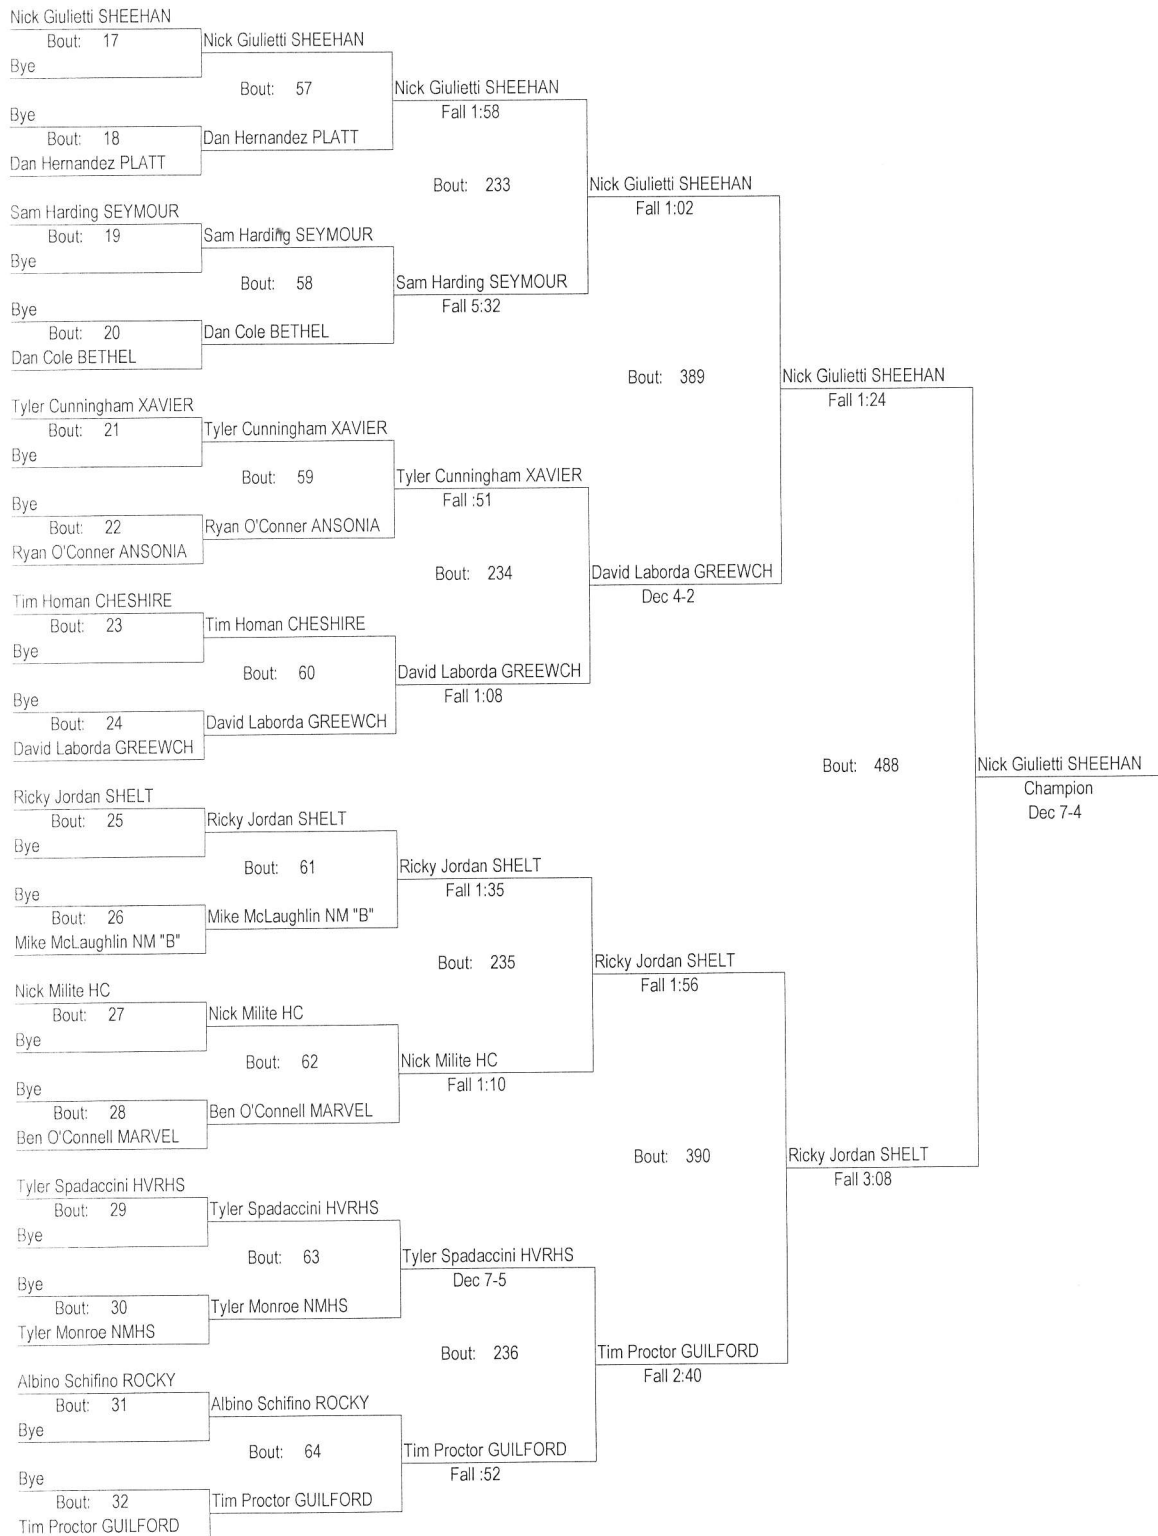 Nick Giulietti SHEEHAN
Bout: 17
Bye
Nick Giulietti SHEEHAN
Bout: 57
Bye
Bout: 18
Dan Hernandez PLATT
Dan Hernandez PLATT
Nick Giulietti SHEEHAN
Fall 1:58
Bout: 233
Sam Harding SEYMOUR
Bout: 19
Bye
Sam Harding SEYMOUR
Bout: 58
Bye
Bout: 20
Dan Cole BETHEL
Dan Cole BETHEL
Sam Harding SEYMOUR
Fall 5:32
Nick Giulietti SHEEHAN
Fall 1:02
Bout: 389
Tyler Cunningham XAVIER
Bout: 21
Bye
Tyler Cunningham XAVIER
Bout: 59
Bye
Bout: 22
Ryan O'Conner ANSONIA
Ryan O'Conner ANSONIA
Tyler Cunningham XAVIER
Fall :51
Bout: 234
Tim Homan CHESHIRE
Bout: 23
Bye
Tim Homan CHESHIRE
Bout: 60
Bye
Bout: 24
David Laborda GREEWCH
David Laborda GREEWCH
David Laborda GREEWCH
Fall 1:08
David Laborda GREEWCH
Dec 4-2
Nick Giulietti SHEEHAN
Fall 1:24
Bout: 488
Nick Giulietti SHEEHAN
Champion
Dec 7-4
Ricky Jordan SHELT
Bout: 25
Bye
Ricky Jordan SHELT
Bout: 61
Bye
Bout: 26
Mike McLaughlin NM "B"
Mike McLaughlin NM "B"
Ricky Jordan SHELT
Fall 1:35
Bout: 235
Nick Milite HC
Bout: 27
Bye
Nick Milite HC
Bout: 62
Bye
Bout: 28
Ben O'Connell MARVEL
Ben O'Connell MARVEL
Nick Milite HC
Fall 1:10
Ricky Jordan SHELT
Fall 1:56
Bout: 390
Ricky Jordan SHELT
Fall 3:08
Tyler Spadaccini HVRHS
Bout: 29
Bye
Tyler Spadaccini HVRHS
Bout: 63
Bye
Bout: 30
Tyler Monroe NMHS
Tyler Monroe NMHS
Tyler Spadaccini HVRHS
Dec 7-5
Bout: 236
Tim Proctor GUILFORD
Fall 2:40
Albino Schifino ROCKY
Bout: 31
Bye
Albino Schifino ROCKY
Bout: 64
Bye
Bout: 32
Tim Proctor GUILFORD
Tim Proctor GUILFORD
Tim Proctor GUILFORD
Fall :52